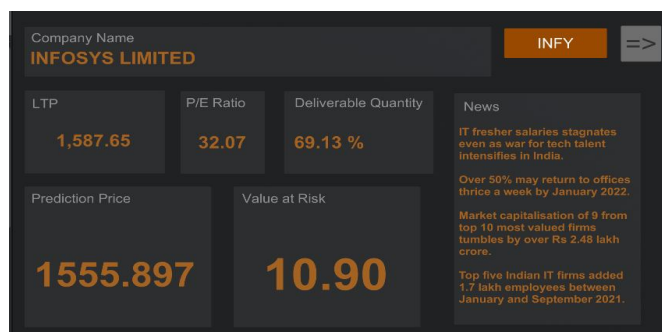 Company Name
INFOSYS LIMITED
INFY
=>
LTP
1,587.65
P/E Ratio
32.07
Deliverable Quantity
69.13 %
Prediction Price
1555.897
Value at Risk
10.90
News
IT fresher salaries stagnates
even as war for tech talent
intensifies in India.
Over 50% may return to offices
thrice a week by January 2022.
Market capitalisation of 9 from
top 10 most valued firms
tumbles by over Rs 2.48 lakh
crore.
Top five Indian IT firms added
1.7 lakh employees between
January and September 2021.